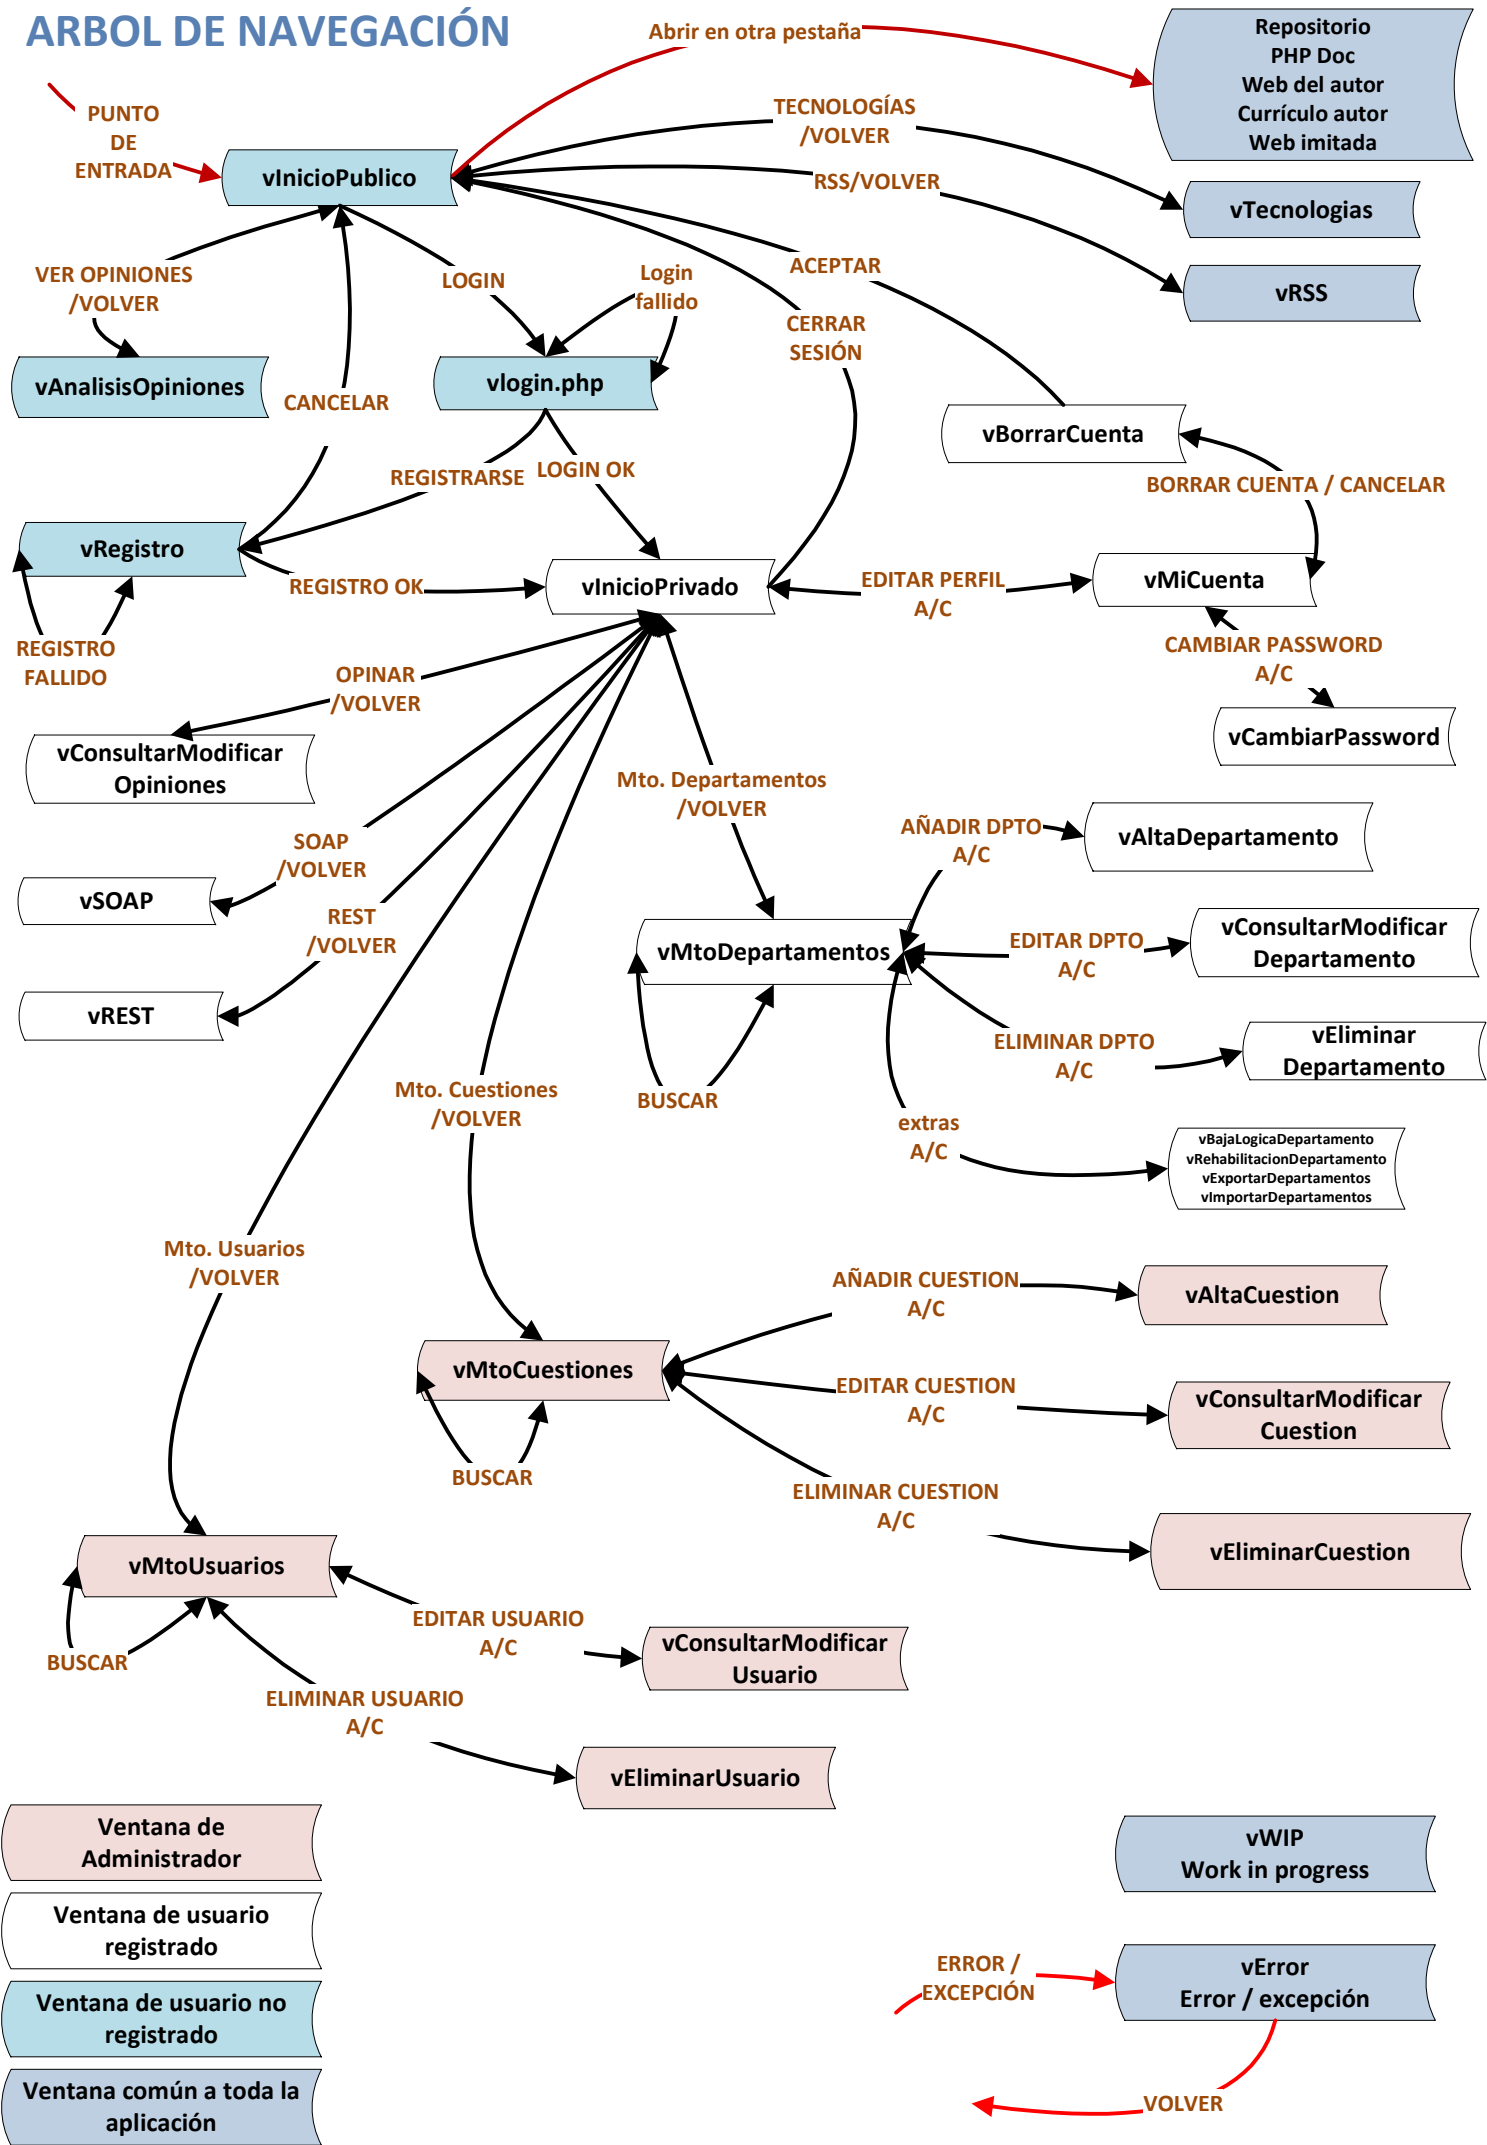 ARBOL DE NAVEGACIÓN
Abrir en otra pestaña
Repositorio
PHP Doc
Web del autor
Currículo autor
Web imitada
PUNTO
DE
ENTRADA
TECNOLOGÍAS
/VOLVER
vInicioPublico
RSS/VOLVER
vTecnologias
VER OPINIONES
/VOLVER
LOGIN
Login
fallido
ACEPTAR
vRSS
CERRAR
SESIÓN
vAnalisisOpiniones
CANCELAR
vlogin.php
vBorrarCuenta
REGISTRARSE
LOGIN OK
BORRAR CUENTA / CANCELAR
vRegistro
REGISTRO OK
vInicioPrivado
EDITAR PERFIL
A/C
vMiCuenta
REGISTRO
FALLIDO
CAMBIAR PASSWORD
A/C
OPINAR
/VOLVER
vCambiarPassword
vConsultarModificar
Opiniones
Mto. Departamentos
/VOLVER
SOAP
/VOLVER
AÑADIR DPTO
A/C
vAltaDepartamento
vSOAP
REST
/VOLVER
vMtoDepartamentos
EDITAR DPTO
A/C
vConsultarModificar
Departamento
vREST
ELIMINAR DPTO
A/C
vEliminar
Departamento
Mto. Cuestiones
/VOLVER
BUSCAR
extras
A/C
vBajaLogicaDepartamento
vRehabilitacionDepartamento
vExportarDepartamentos
vImportarDepartamentos
Mto. Usuarios
/VOLVER
AÑADIR CUESTION
A/C
vAltaCuestion
vMtoCuestiones
EDITAR CUESTION
A/C
vConsultarModificar
Cuestion
BUSCAR
ELIMINAR CUESTION
A/C
vEliminarCuestion
vMtoUsuarios
EDITAR USUARIO
A/C
vConsultarModificar
Usuario
BUSCAR
ELIMINAR USUARIO
A/C
vEliminarUsuario
Ventana de
Administrador
vWIP
Work in progress
Ventana de usuario
registrado
ERROR /
EXCEPCIÓN
vError
Error / excepción
Ventana de usuario no
registrado
Ventana común a toda la
aplicación
VOLVER